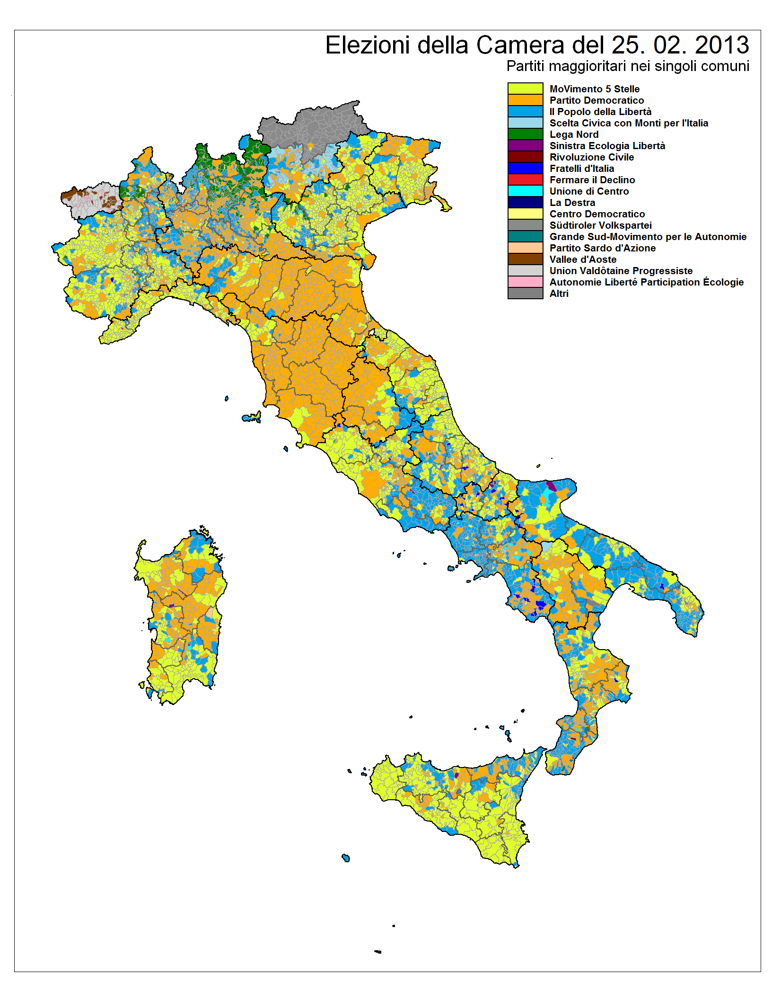 Elezioni della Camera del 25. 02. 2013
Partiti maggioritari nei singoli comuni
MoVimento 5 Stelle
Partito Democratico
Il Popolo della Libertà
Scelta Civica con Monti per l'Italia
Lega Nord
Sinistra Ecologia Libertà
Rivoluzione Civile
Fratelli d'Italia
Fermare il Declino
Unione di Centro
La Destra
Centro Democratico
Südtiroler Volkspartei
Grande Sud-Movimento per le Autonomie
Partito Sardo d'Azione
Vallee d'Aoste
Union Valdôtaine Progressiste
Autonomie Liberté Participation Écologie
Altri